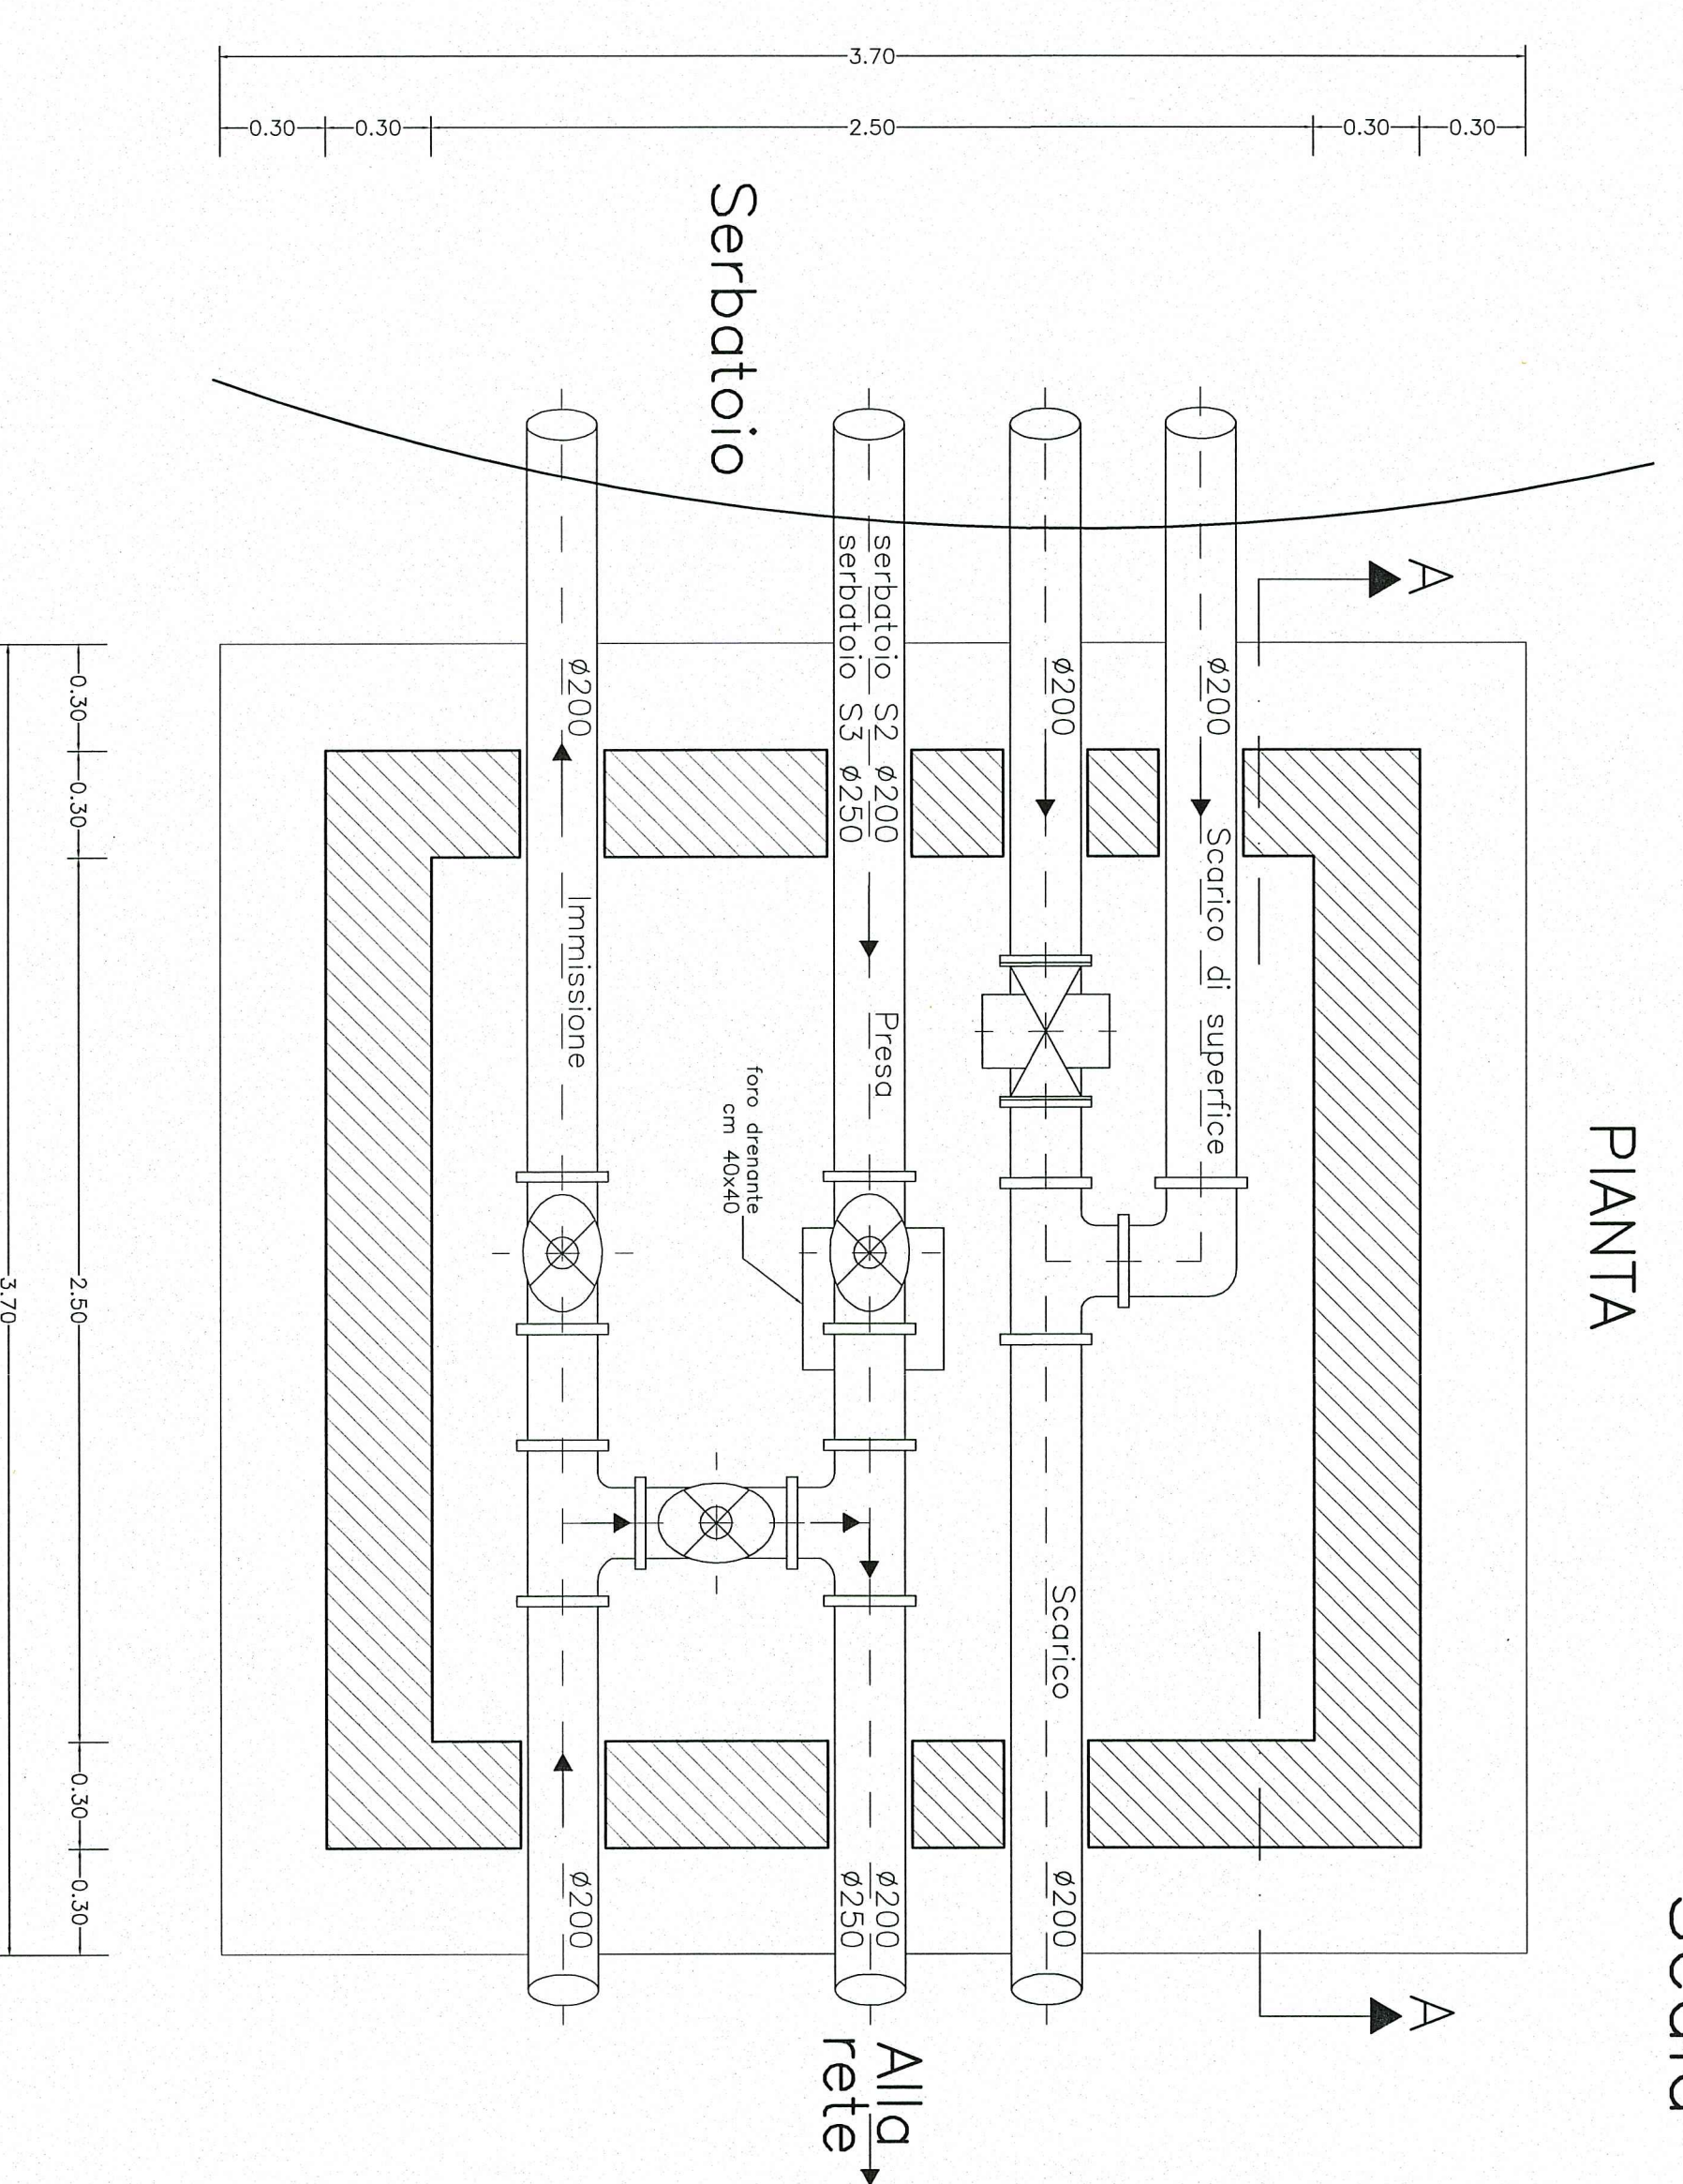 Scala
PIANTA
A
A
3.70
0.30
0.30
2.50
0.30
0.30
Serbatoio
Ø200
Scarico di superfice
Ø200
Scarico
Ø200
serbatoio S2 Ø200
serbatoio S3 Ø250
Presa
Ø200
Ø250
Alla
rete
foro drenante
cm 40x40
Ø200
Immissione
Ø200
0.30
0.30
2.50
0.30
0.30
3.70